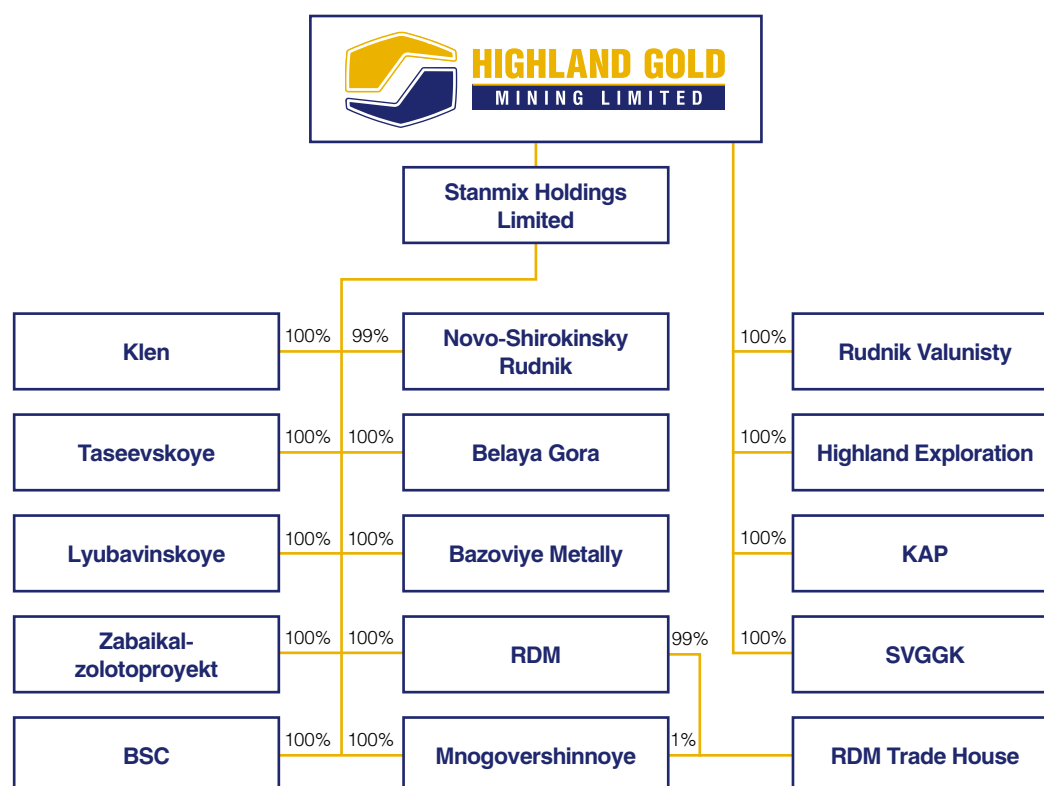 HIGHLAND GOLD
MINING LIMITED
Stanmix Holdings
Limited
Klen
100%
99%
Novo-Shirokinsky
Rudnik
100%
Rudnik Valunisty
Taseevskoye
100%
100%
Belaya Gora
100%
Highland Exploration
Lyubavinskoye
100%
100%
Bazoviye Metally
100%
KAP
Zabaikal-
zolotoproyekt
100%
100%
RDM
99%
100%
SVGGK
BSC
100%
100%
Mnogovershinnoye
1%
RDM Trade House